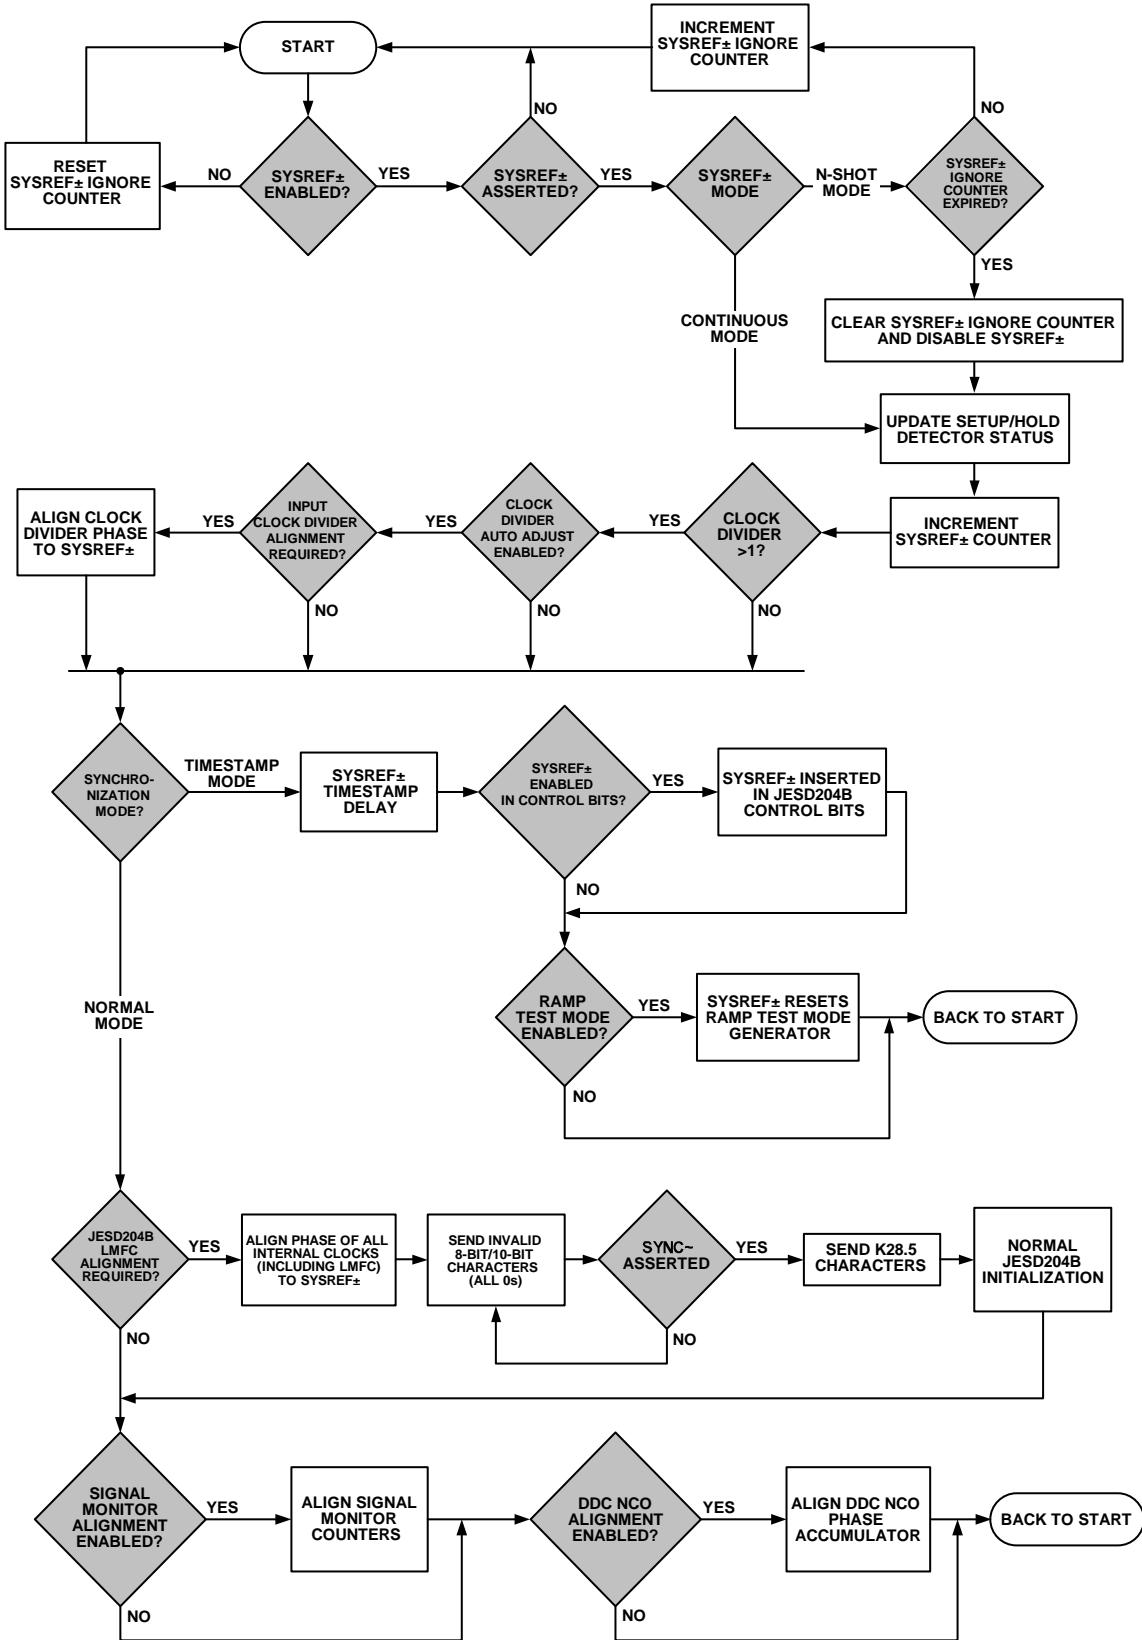 START
INCREMENT
SYSREF± IGNORE
COUNTER
NO
NO
RESET
SYSREF± IGNORE
COUNTER
NO
SYSREF±
ENABLED?
YES
SYSREF±
ASSERTED?
YES
SYSREF±
MODE
N-SHOT
MODE
SYSREF±
IGNORE
COUNTER
EXPIRED?
YES
CONTINUOUS
MODE
CLEAR SYSREF± IGNORE COUNTER
AND DISABLE SYSREF±
UPDATE SETUP/HOLD
DETECTOR STATUS
ALIGN CLOCK
DIVIDER PHASE
TO SYSREF±
YES
INPUT
CLOCK DIVIDER
ALIGNMENT
REQUIRED?
YES
CLOCK
DIVIDER
AUTO ADJUST
ENABLED?
YES
CLOCK
DIVIDER
>1?
INCREMENT
SYSREF± COUNTER
NO
NO
NO
SYNCHRO-
NIZATION
MODE?
TIMESTAMP
MODE
SYSREF±
TIMESTAMP
DELAY
SYSREF±
ENABLED
IN CONTROL BITS?
YES
SYSREF± INSERTED
IN JESD204B
CONTROL BITS
NO
NORMAL
MODE
RAMP
TEST MODE
ENABLED?
YES
SYSREF± RESETS
RAMP TEST MODE
GENERATOR
BACK TO START
NO
JESD204B
LMFC
ALIGNMENT
REQUIRED?
YES
ALIGN PHASE OF ALL
INTERNAL CLOCKS
(INCLUDING LMFC)
TO SYSREF±
SEND INVALID
8-BIT/10-BIT
CHARACTERS
(ALL 0s)
SYNC~
ASSERTED
YES
SEND K28.5
CHARACTERS
NORMAL
JESD204B
INITIALIZATION
NO
NO
SIGNAL
MONITOR
ALIGNMENT
ENABLED?
YES
ALIGN SIGNAL
MONITOR
COUNTERS
DDC NCO
ALIGNMENT
ENABLED?
YES
ALIGN DDC NCO
PHASE
ACCUMULATOR
BACK TO START
NO
NO